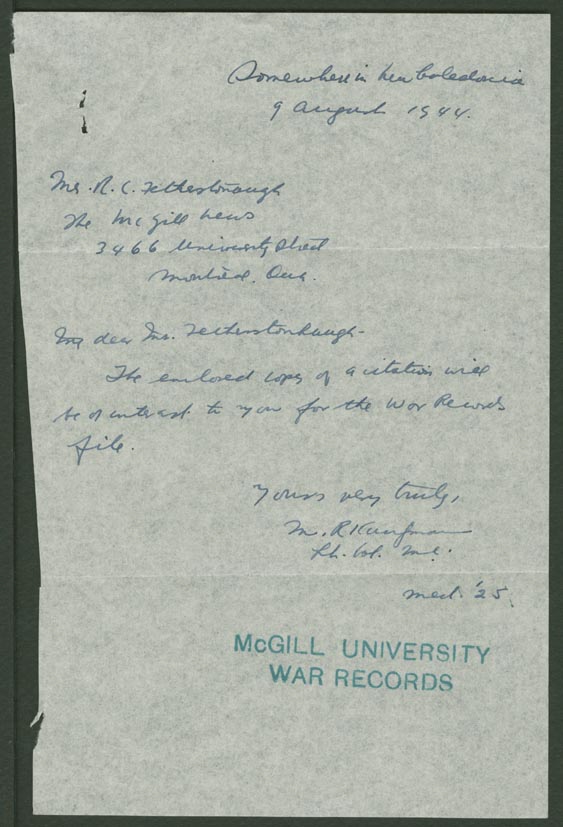 Somewhere in New Caledonia
9 August 1944.
Mr. R. C. Fetherstonhaugh
The McGill News
3466 University Street
Montreal. Que.
My dear Mr. Fetherstonhaugh-
The enclosed copy of a citation will
be of interest to you for the War Records
file.
Yours very truly,
M. R Kaufman
Lt. Col. M.C.
Med. '25.
McGILL UNIVERSITY
WAR RECORDS